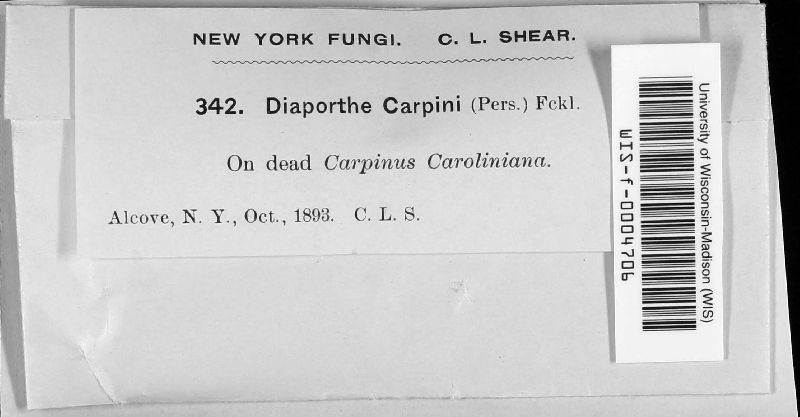 NEW YORK FUNGI. C. L. SHEAR.
342. Diaporthe Carpini (Pers.) Fckl.
On dead Carpinus Caroliniana.
Alcove, N. Y., Oct., 1893. C. L. S.
University of Wisconsin-Madison (WIS)
WIS-f-0004706